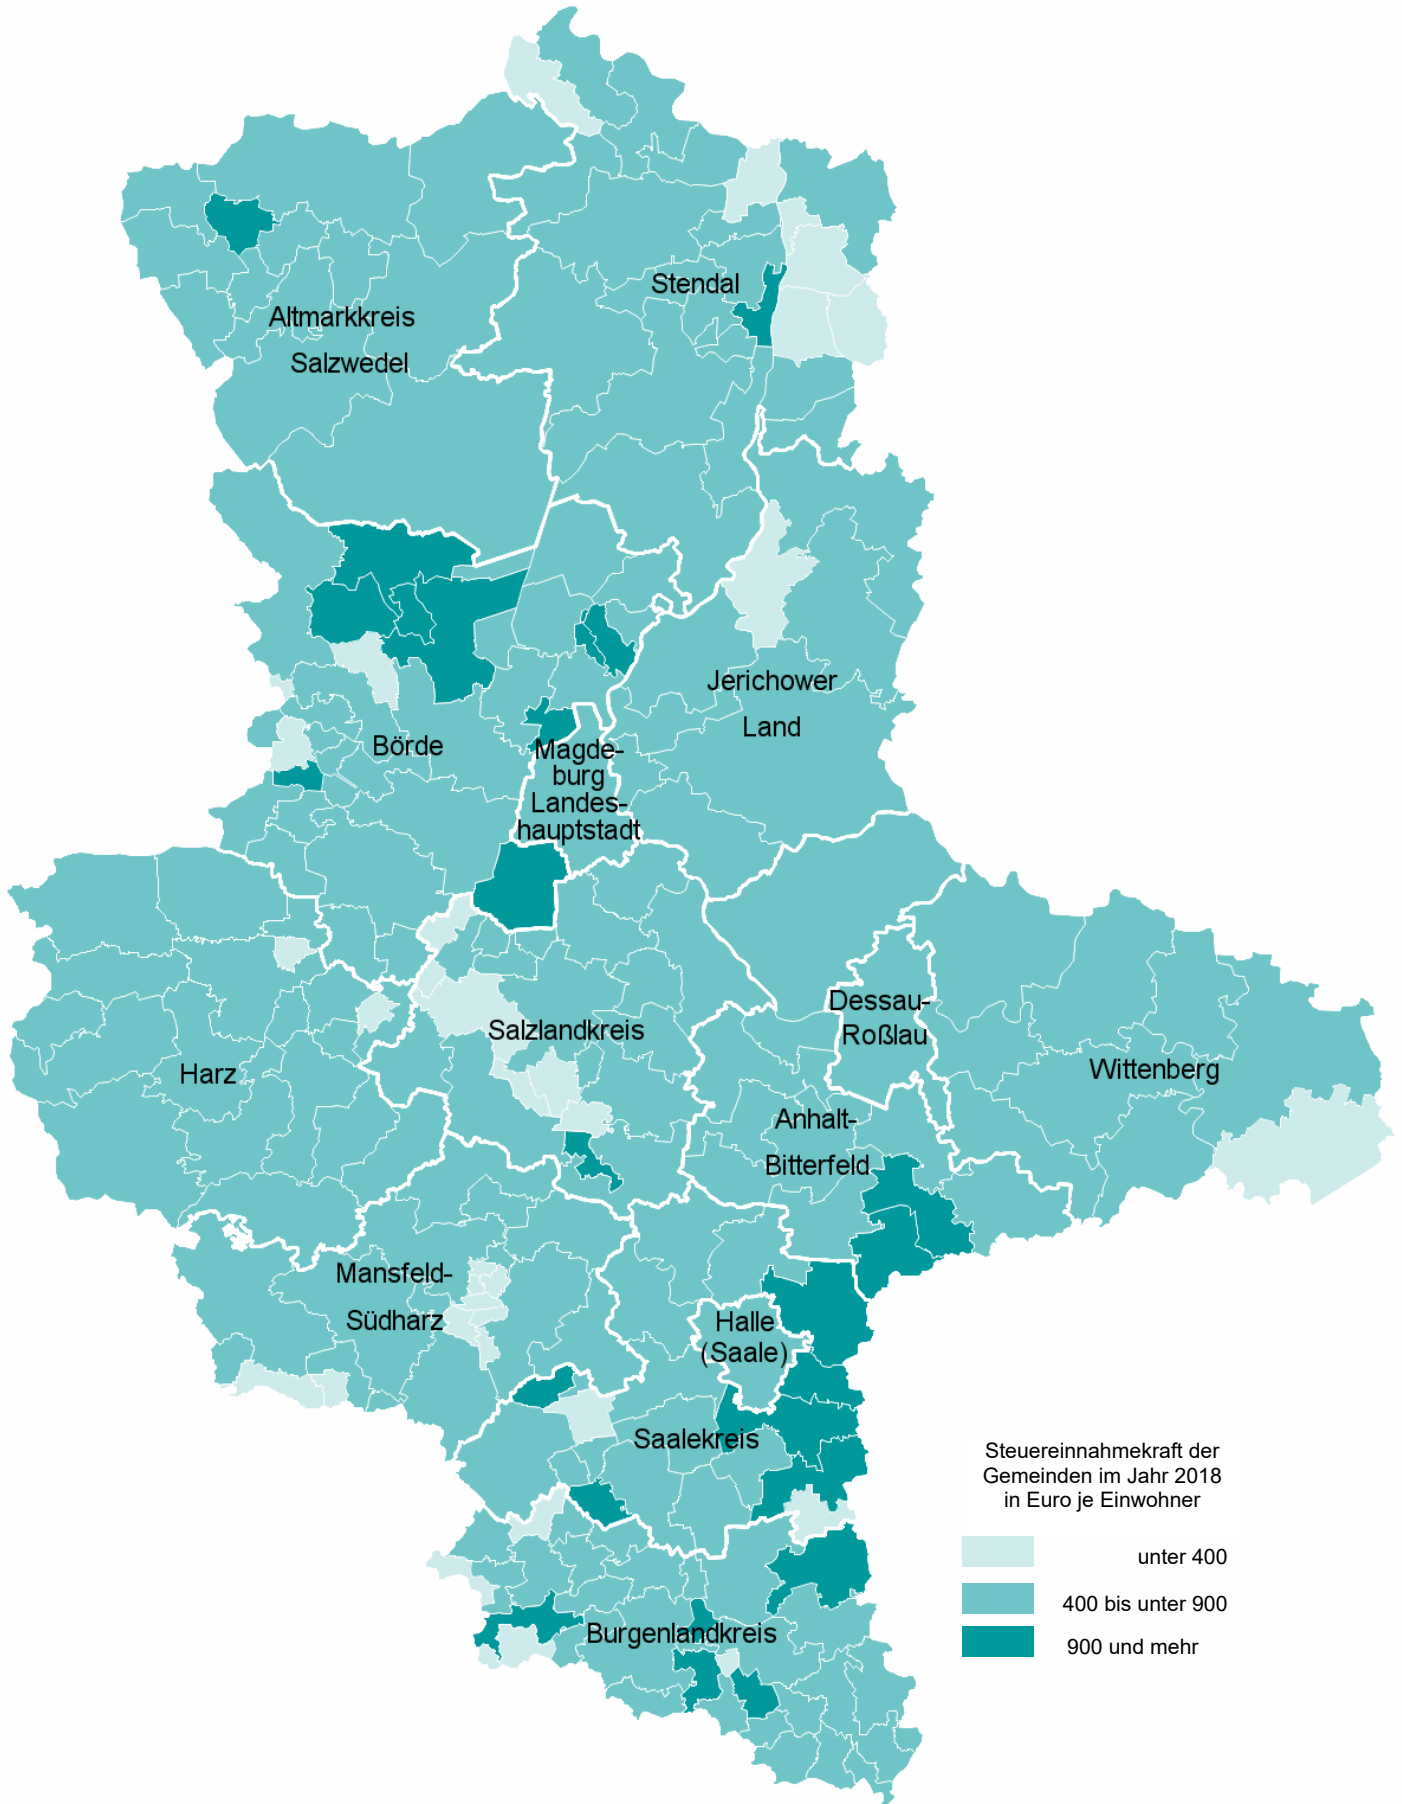 Stendal
Altmarkkreis
Salzwedel
Jerichower
Land
Börde
Magde-
burg
Landes-
hauptstadt
Dessau-
Roßlau
Salzlandkreis
Wittenberg
Harz
Anhalt-
Bitterfeld
Mansfeld-
Südharz
Halle
(Saale)
Saalekreis
Burgenlandkreis
Steuereinnahmekraft der
Gemeinden im Jahr 2018
in Euro je Einwohner
unter 400
400 bis unter 900
900 und mehr